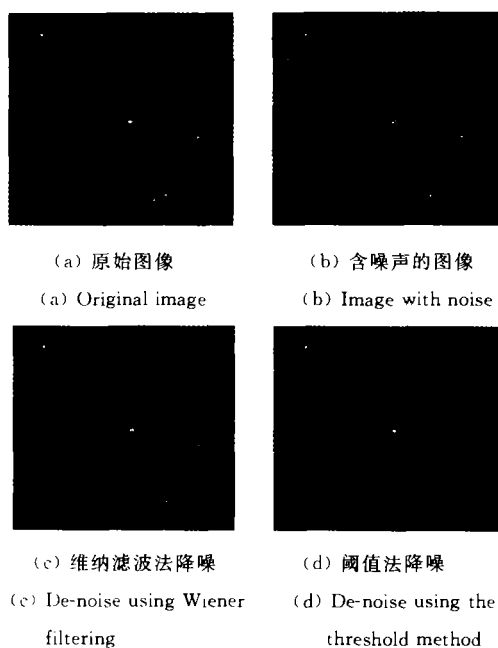 (a) 原始图像
(a) Original image
(b) 含噪声的图像
(b) Image with noise
(c) 维纳滤波法降噪
(c) De-noise using Wiener
filtering
(d) 阈值法降噪
(d) De-noise using the
threshold method